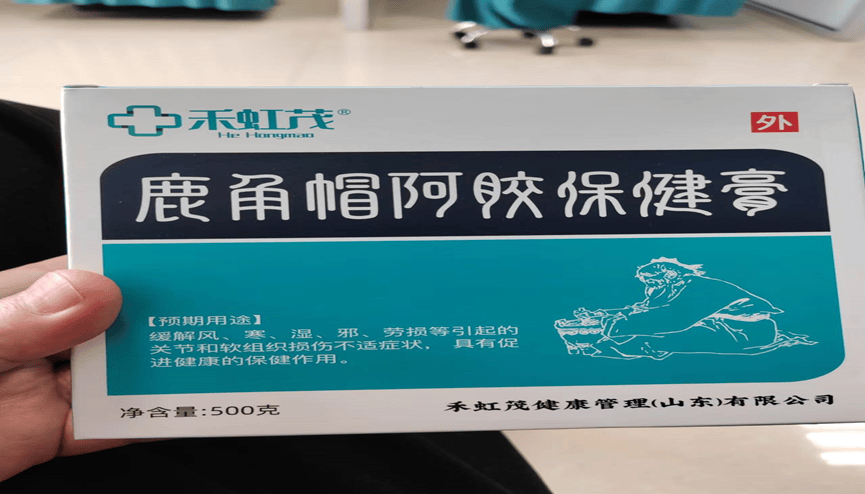 禾虹茂®
He Hongmao
外
鹿角帽阿胶保健膏
【预期用途】
缓解风、寒、湿、邪、劳损等引起的
关节和软组织损伤不适症状，具有促
进健康的保健作用。
净含量:500克
禾虹茂健康管理(山东)有限公司